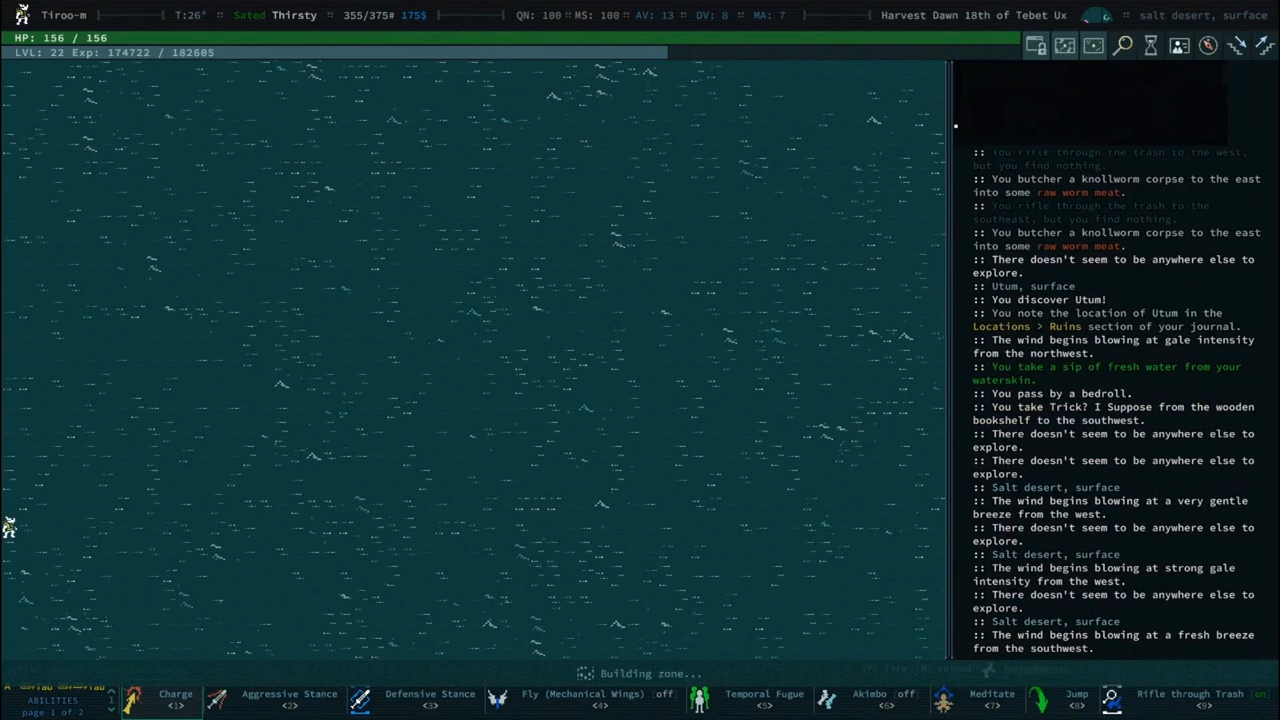 Tiroo-m T:26° Sated Thirsty 355/375# 175$ QN: 100 MS: 100 AV: 13 DV: 8 MA: 7 Harvest Dawn 18th of Tebet Ux salt desert, surface
HP: 156 / 156
LVL: 22 Exp: 174722 / 182605
:: You rifle through the trash to the west,
but you find nothing.
:: You butcher a knollworm corpse to the east
into some raw worm meat.
:: You rifle through the trash to the
southeast, but you find nothing.
:: You butcher a knollworm corpse to the east
into some raw worm meat.
:: There doesn't seem to be anywhere else to
explore.
:: Utum, surface
:: You discover Utum!
:: You note the location of Utum in the
Locations > Ruins section of your journal.
:: The wind begins blowing at gale intensity
from the northwest.
:: You take a sip of fresh water from your
waterskin.
:: You pass by a bedroll.
:: You take Trick? I Suppose from the wooden
bookshelf to the southwest.
:: There doesn't seem to be anywhere else to
explore.
:: There doesn't seem to be anywhere else to
explore.
:: Salt desert, surface
:: The wind begins blowing at a very gentle
breeze from the west.
:: There doesn't seem to be anywhere else to
explore.
:: Salt desert, surface
:: The wind begins blowing at strong gale
intensity from the west.
:: There doesn't seem to be anywhere else to
explore.
:: Salt desert, surface
:: The wind begins blowing at a fresh breeze
from the southwest.
Building zone...
ABILITIES
page 1 of 2
Charge
<1>
Aggressive Stance
<2>
Defensive Stance
<3>
Fly (Mechanical Wings) [off]
<4>
Temporal Fugue
<5>
Akimbo [off]
<6>
Meditate
<7>
Jump
<8>
Rifle through Trash [on]
<9>